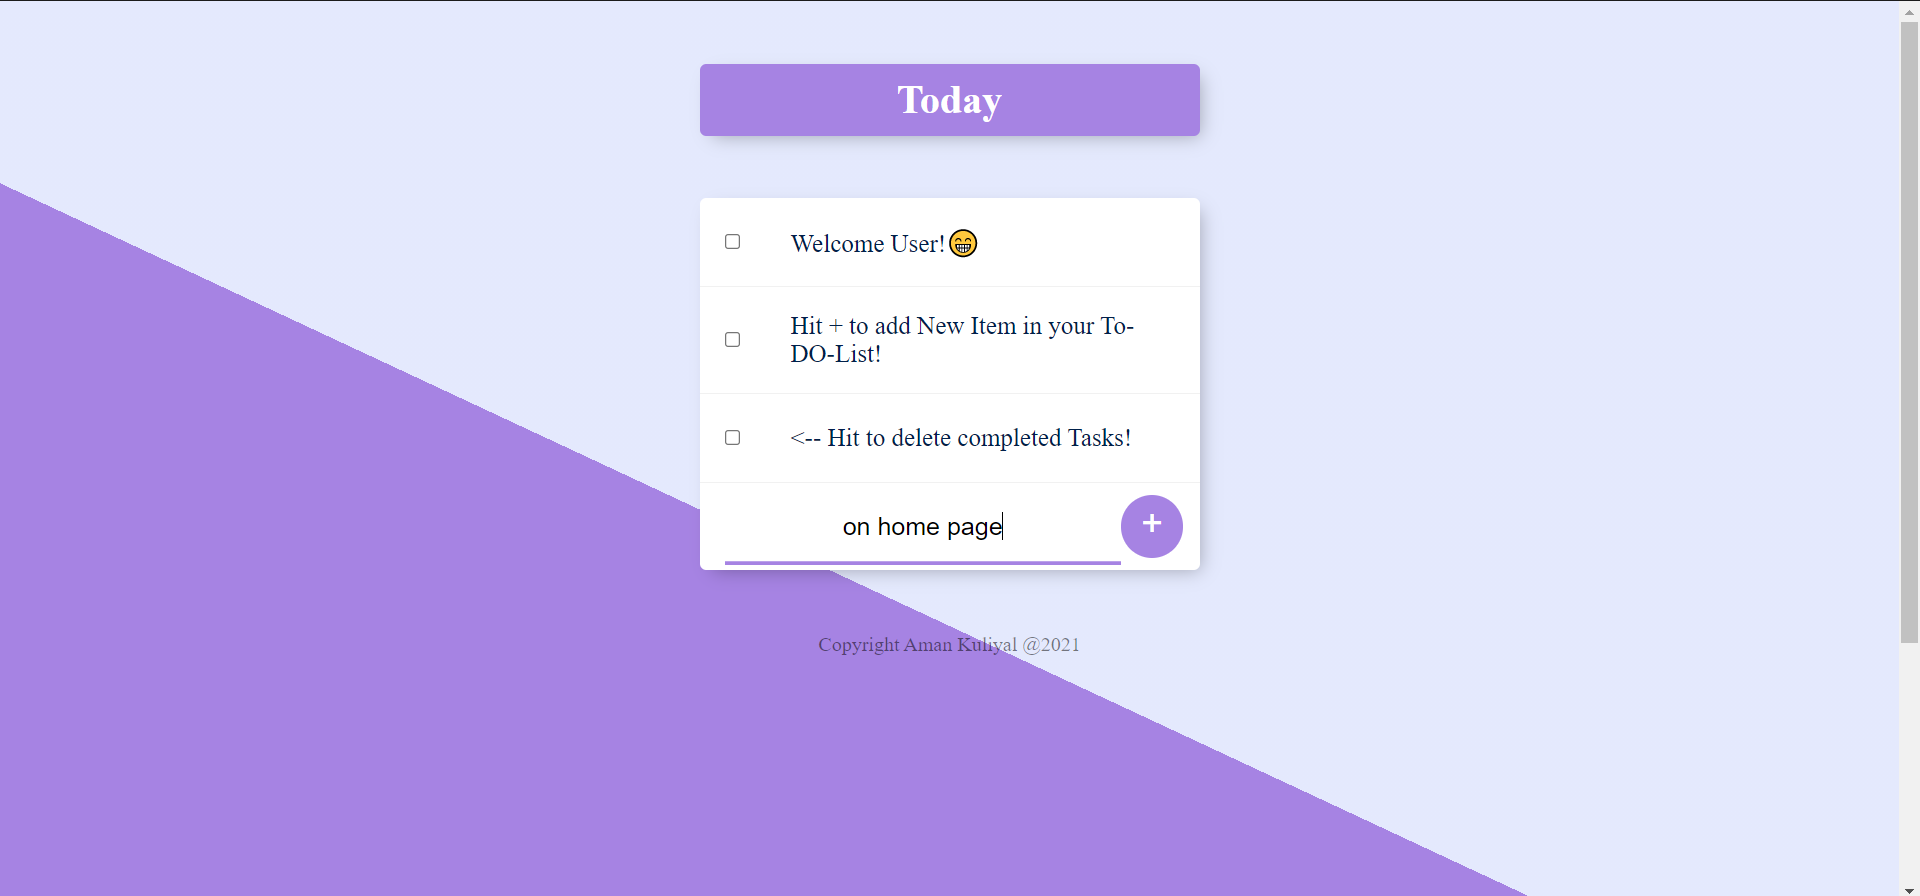 Today
Welcome User!😁
Hit + to add New Item in your To-
DO-List!
<-- Hit to delete completed Tasks!
on home page
+
Copyright Aman Kuliyal @2021